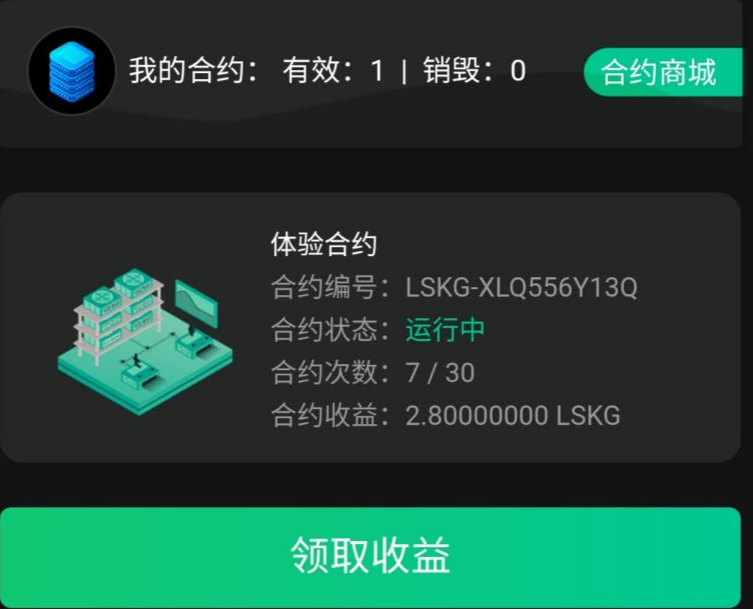 我的合约： 有效：1 | 销毁：0
合约商城
体验合约
合约编号：LSKG-XLQ556Y13Q
合约状态：运行中
合约次数：7 / 30
合约收益：2.80000000 LSKG
领取收益